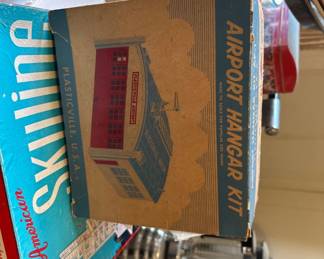 AIRPORT HANGAR KIT
PLASTICVILLE, U.S.A.
American
Skyline